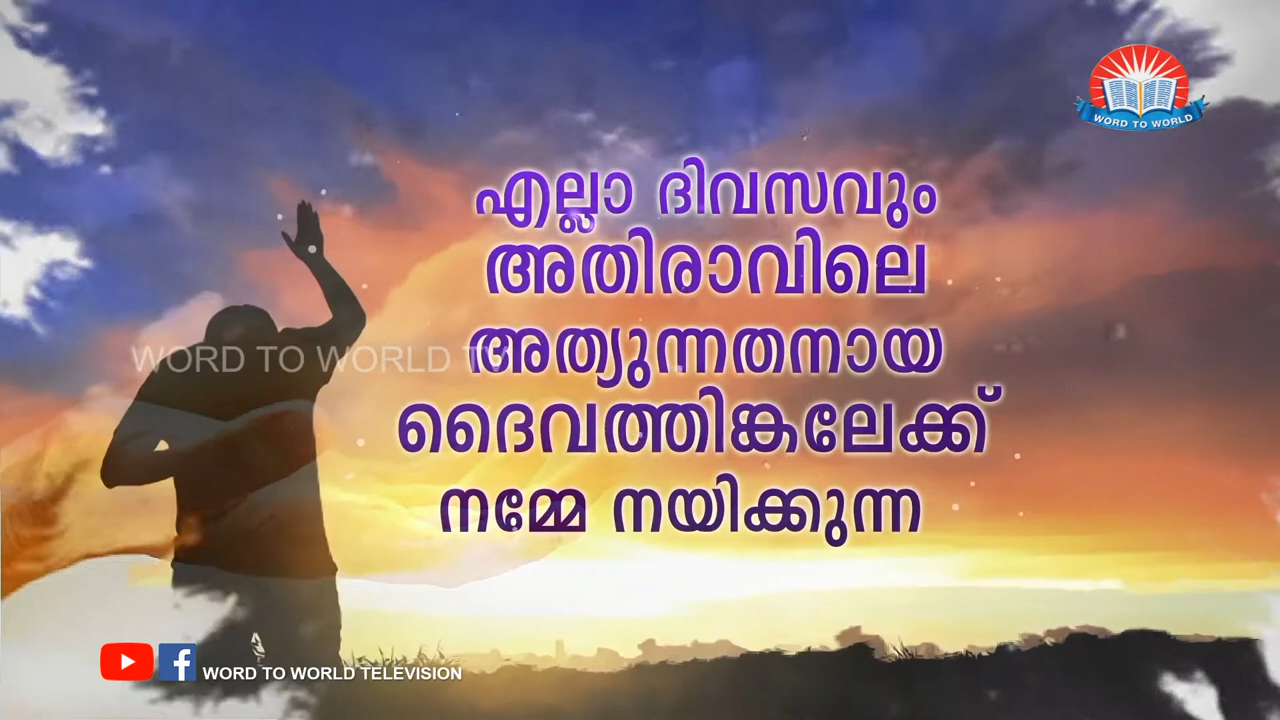 WORD TO WORLD
എല്ലാ ദിവസവും
അതിരാവിലെ
അത്യുന്നതനായ
ദൈവത്തിങ്കലേക്ക്
നമ്മേ നയിക്കുന്ന
WORD TO WORLD TV
WORD TO WORLD TELEVISION